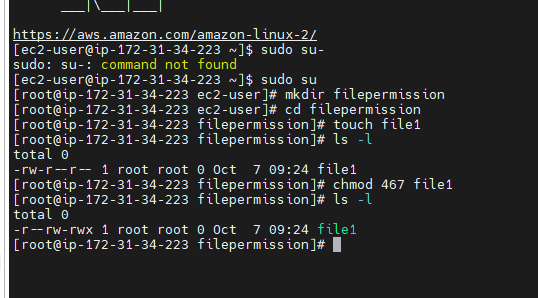 ___|\___|___|
https://aws.amazon.com/amazon-linux-2/
[ec2-user@ip-172-31-34-223 ~]$ sudo su-
sudo: su-: command not found
[ec2-user@ip-172-31-34-223 ~]$ sudo su
[root@ip-172-31-34-223 ec2-user]# mkdir filepermission
[root@ip-172-31-34-223 ec2-user]# cd filepermission
[root@ip-172-31-34-223 filepermission]# touch file1
[root@ip-172-31-34-223 filepermission]# ls -l
total 0
-rw-r--r-- 1 root root 0 Oct  7 09:24 file1
[root@ip-172-31-34-223 filepermission]# chmod 467 file1
[root@ip-172-31-34-223 filepermission]# ls -l
total 0
-r--rw-rwx 1 root root 0 Oct  7 09:24 file1
[root@ip-172-31-34-223 filepermission]#